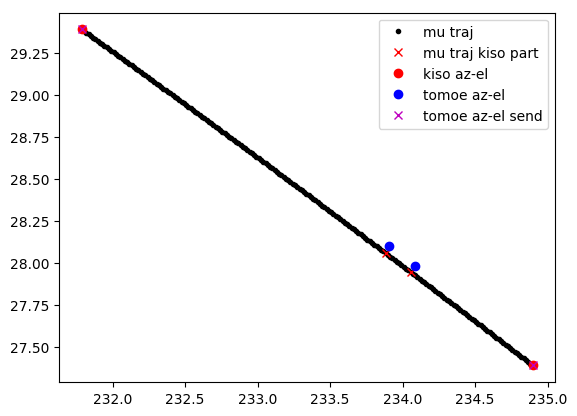 29.25
29.00
28.75
28.50
28.25
28.00
27.75
27.50
232.0 232.5 233.0 233.5 234.0 234.5 235.0
mu traj
mu traj kiso part
kiso az-el
tomoe az-el
tomoe az-el send